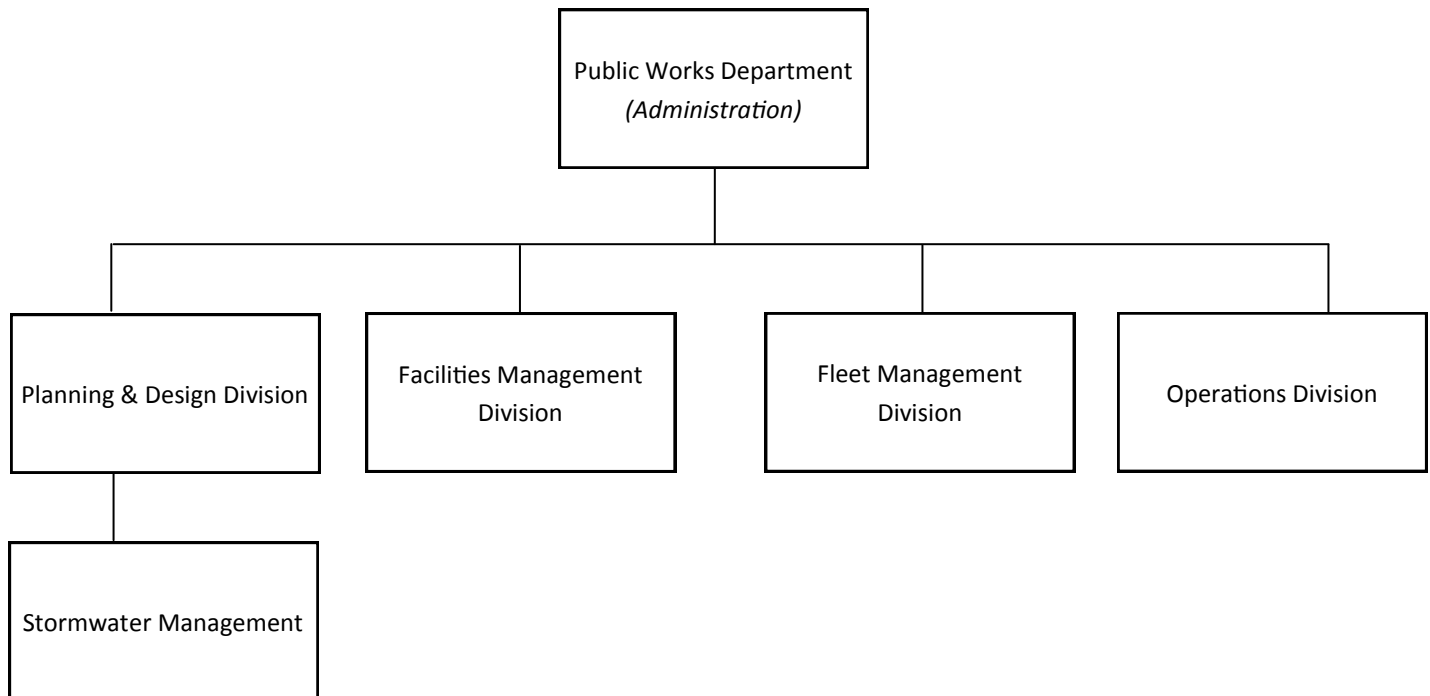 Public Works Department
(Administration)
Planning & Design Division
Facilities Management
Division
Fleet Management
Division
Operations Division
Stormwater Management